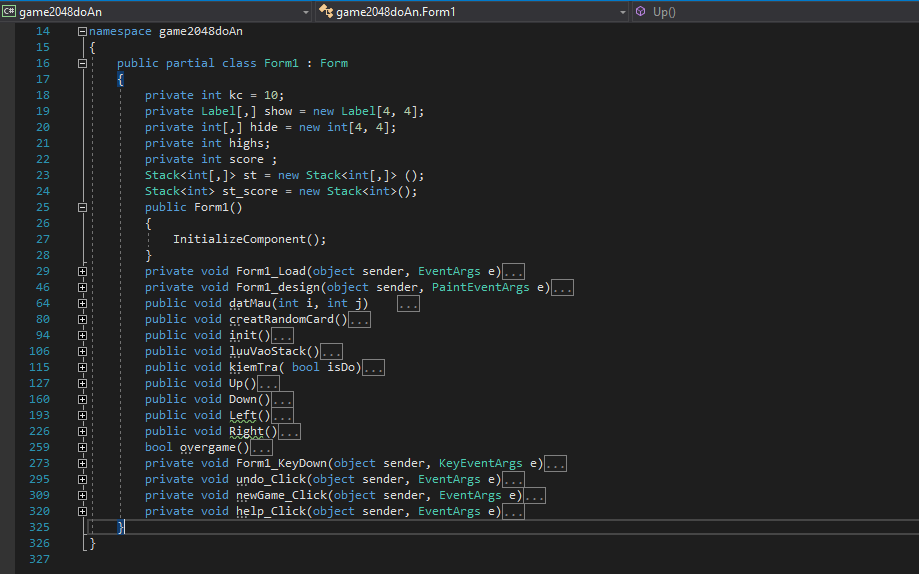 C# game2048doAn game2048doAn.Form1 Up()
14 namespace game2048doAn
15 {
16 public partial class Form1 : Form
17 {
18 private int kc = 10;
19 private Label[,] show = new Label[4, 4];
20 private int[,] hide = new int[4, 4];
21 private int highs;
22 private int score ;
23 Stack<int[,]> st = new Stack<int[,]> ();
24 Stack<int> st_score = new Stack<int>();
25 public Form1()
26 {
27 InitializeComponent();
28 }
29 private void Form1_Load(object sender, EventArgs e)...
46 private void Form1_design(object sender, PaintEventArgs e)...
64 public void datMau(int i, int j) ...
80 public void creatRandomCard()...
94 public void init()...
106 public void luuVaoStack()...
115 public void kiemTra( bool isDo)...
127 public void Up()...
160 public void Down()...
193 public void Left()...
226 public void Right()...
259 bool overgame()...
273 private void Form1_KeyDown(object sender, KeyEventArgs e)...
295 private void undo_Click(object sender, EventArgs e)...
309 private void newGame_Click(object sender, EventArgs e)...
320 private void help_Click(object sender, EventArgs e)...
325 }
326 }
327